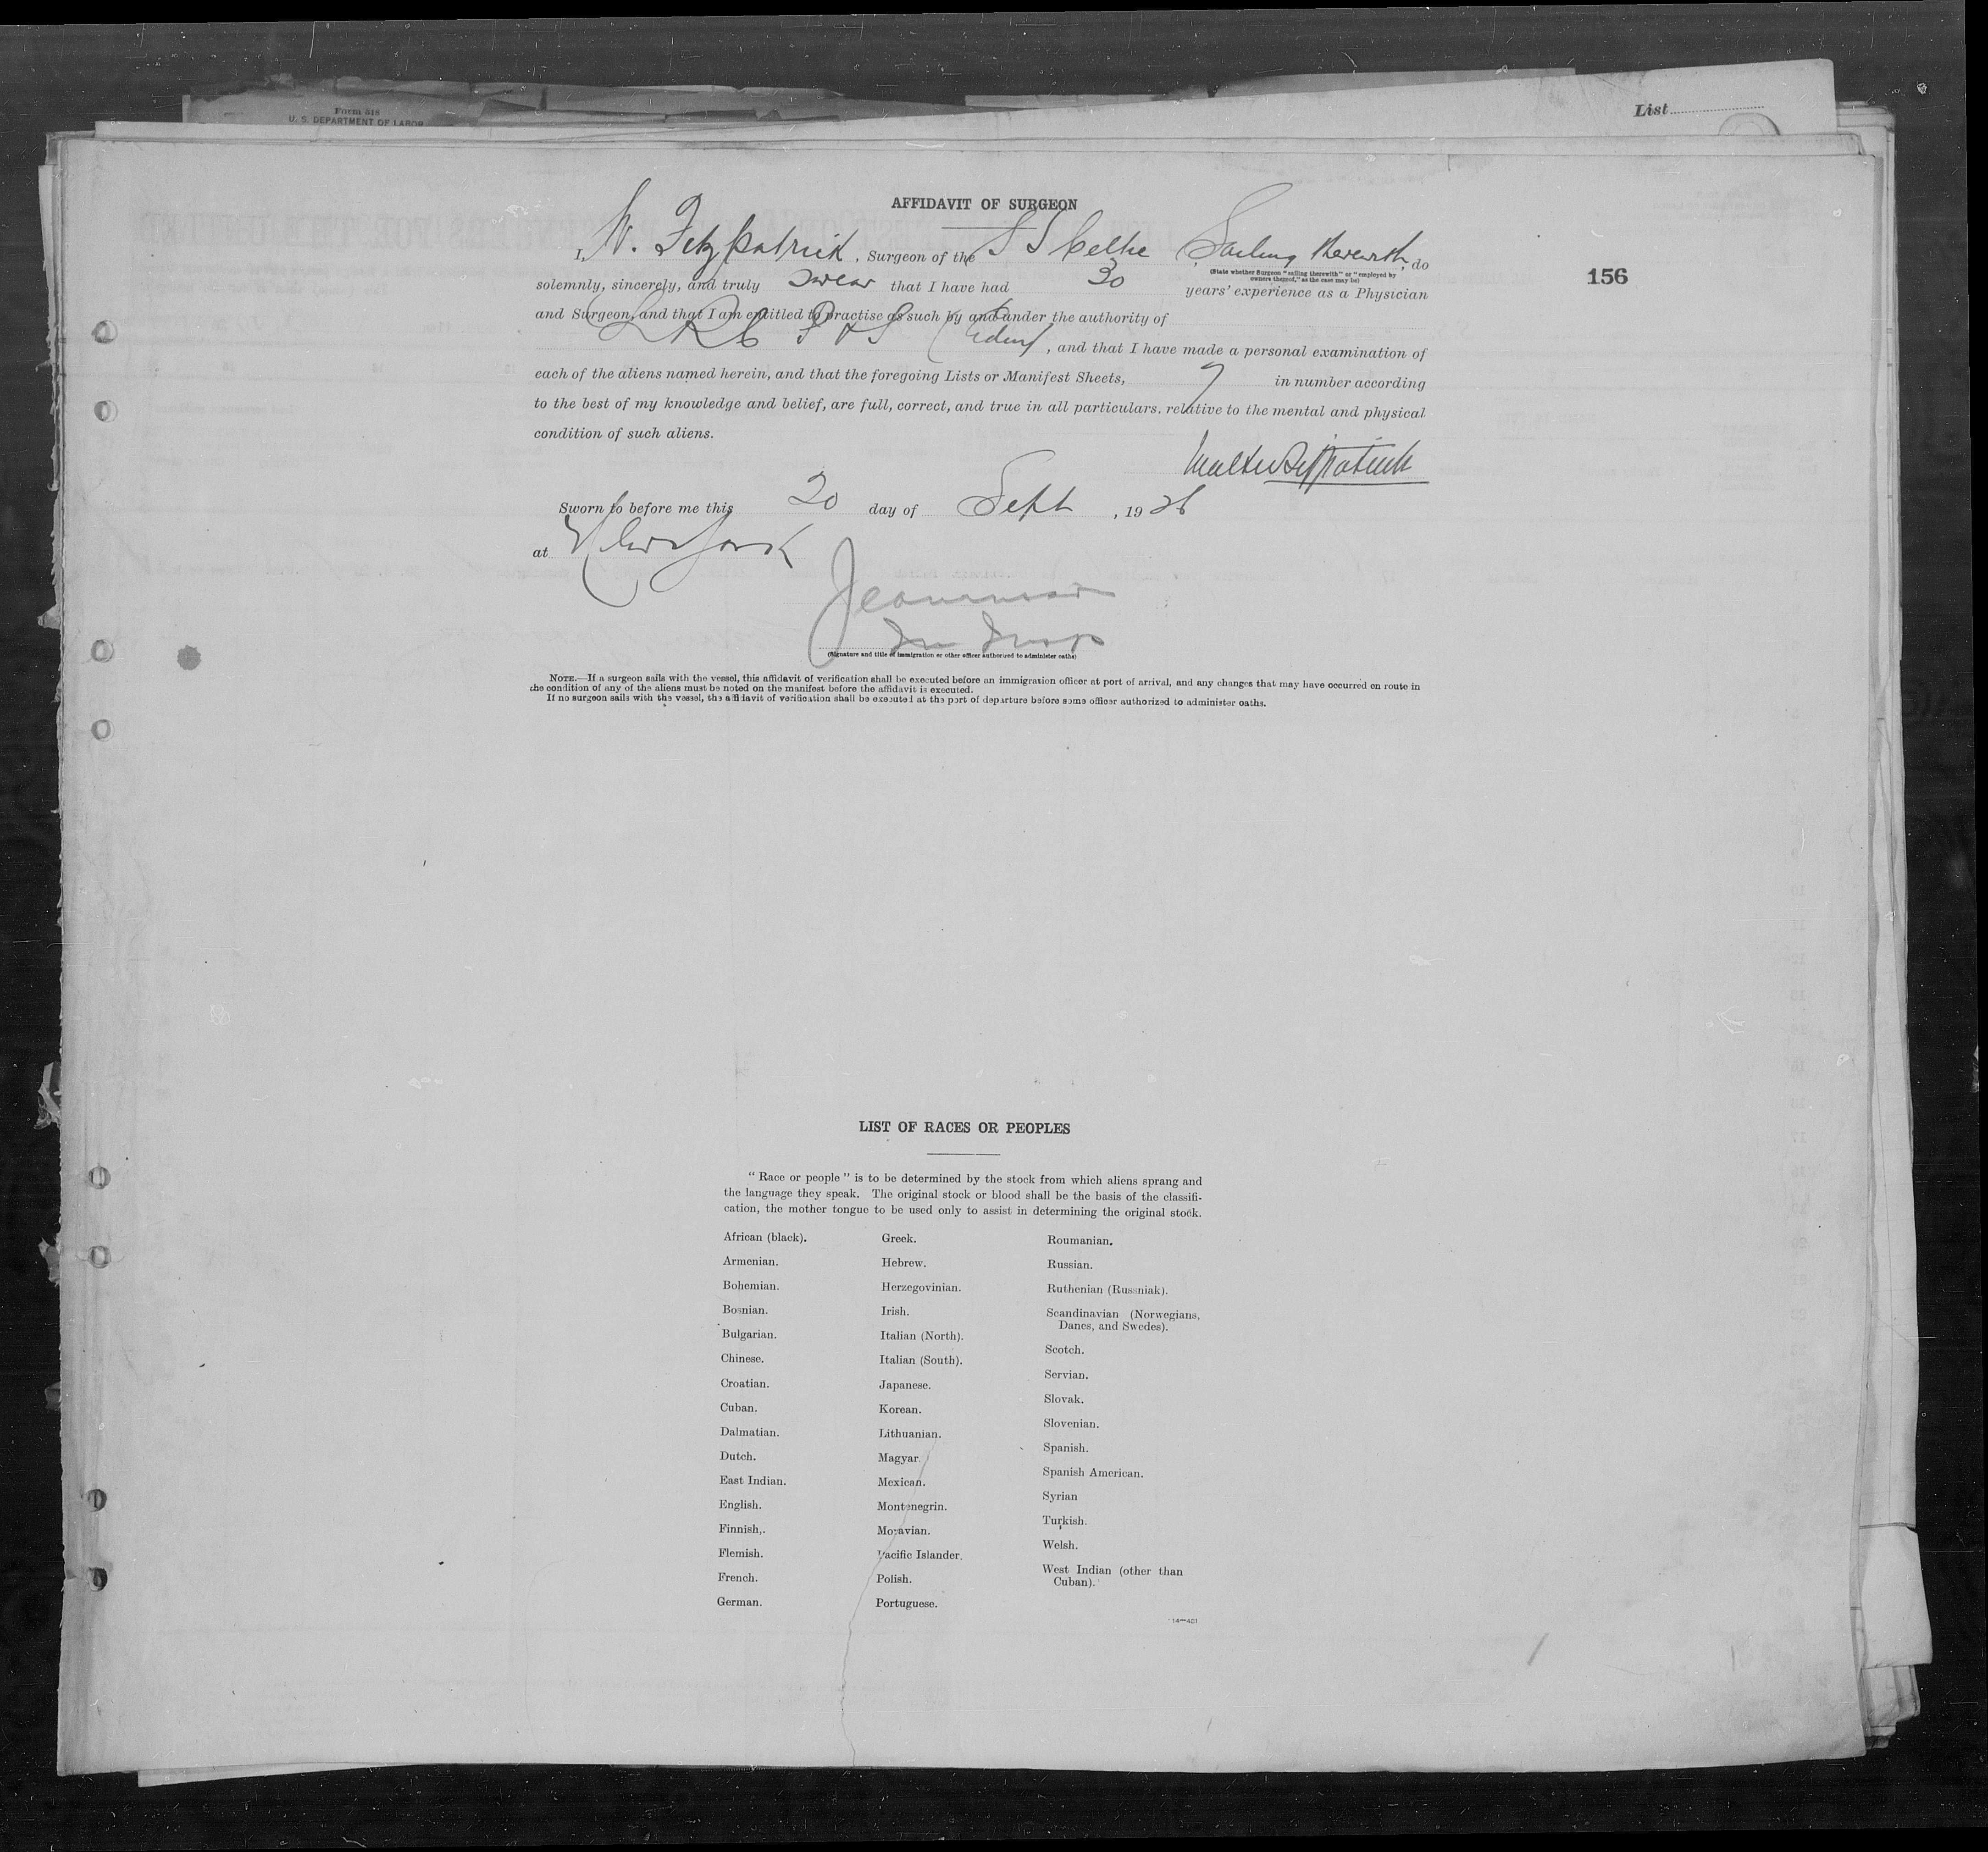 Form 518
U. S. DEPARTMENT OF LABOR
List
AFFIDAVIT OF SURGEON
I, W. Fitzpatrick, Surgeon of the S S Celtic Sailing therewith, do
(State whether Surgeon "sailing therewith" or "employed by
owners thereof," as the case may be)
156
solemnly, sincerely, and truly swear that I have had 30 years' experience as a Physician
and Surgeon, and that I am entitled to practise as such by and under the authority of
L R C P & S (Edin), and that I have made a personal examination of
each of the aliens named herein, and that the foregoing Lists or Manifest Sheets, 7 in number according
to the best of my knowledge and belief, are full, correct, and true in all particulars. relative to the mental and physical
condition of such aliens.
Walter Fitzpatrick
Sworn to before me this 20 day of Sept, 1926
at New York
(Signature and title of immigration or other officer authorized to administer oaths)
NOTE.—If a surgeon sails with the vessel, this affidavit of verification shall be executed before an immigration officer at port of arrival, and any changes that may have occurred en route in
the condition of any of the aliens must be noted on the manifest before the affidavit is executed.
If no surgeon sails with the vessel, the affidavit of verification shall be executed at the port of departure before some officer authorized to administer oaths.
LIST OF RACES OR PEOPLES
"Race or people" is to be determined by the stock from which aliens sprang and
the language they speak. The original stock or blood shall be the basis of the classifi-
cation, the mother tongue to be used only to assist in determining the original stock.
African (black).
Armenian.
Bohemian.
Bosnian.
Bulgarian.
Chinese.
Croatian.
Cuban.
Dalmatian.
Dutch.
East Indian.
English.
Finnish.
Flemish.
French.
German.
Greek.
Hebrew.
Herzegovinian.
Irish.
Italian (North).
Italian (South).
Japanese.
Korean.
Lithuanian.
Magyar.
Mexican.
Montenegrin.
Moravian.
Pacific Islander.
Polish.
Portuguese.
Roumanian.
Russian.
Ruthenian (Russniak).
Scandinavian (Norwegians,
Danes, and Swedes).
Scotch.
Servian.
Slovak.
Slovenian.
Spanish.
Spanish American.
Syrian
Turkish.
Welsh.
West Indian (other than
Cuban).
14—401